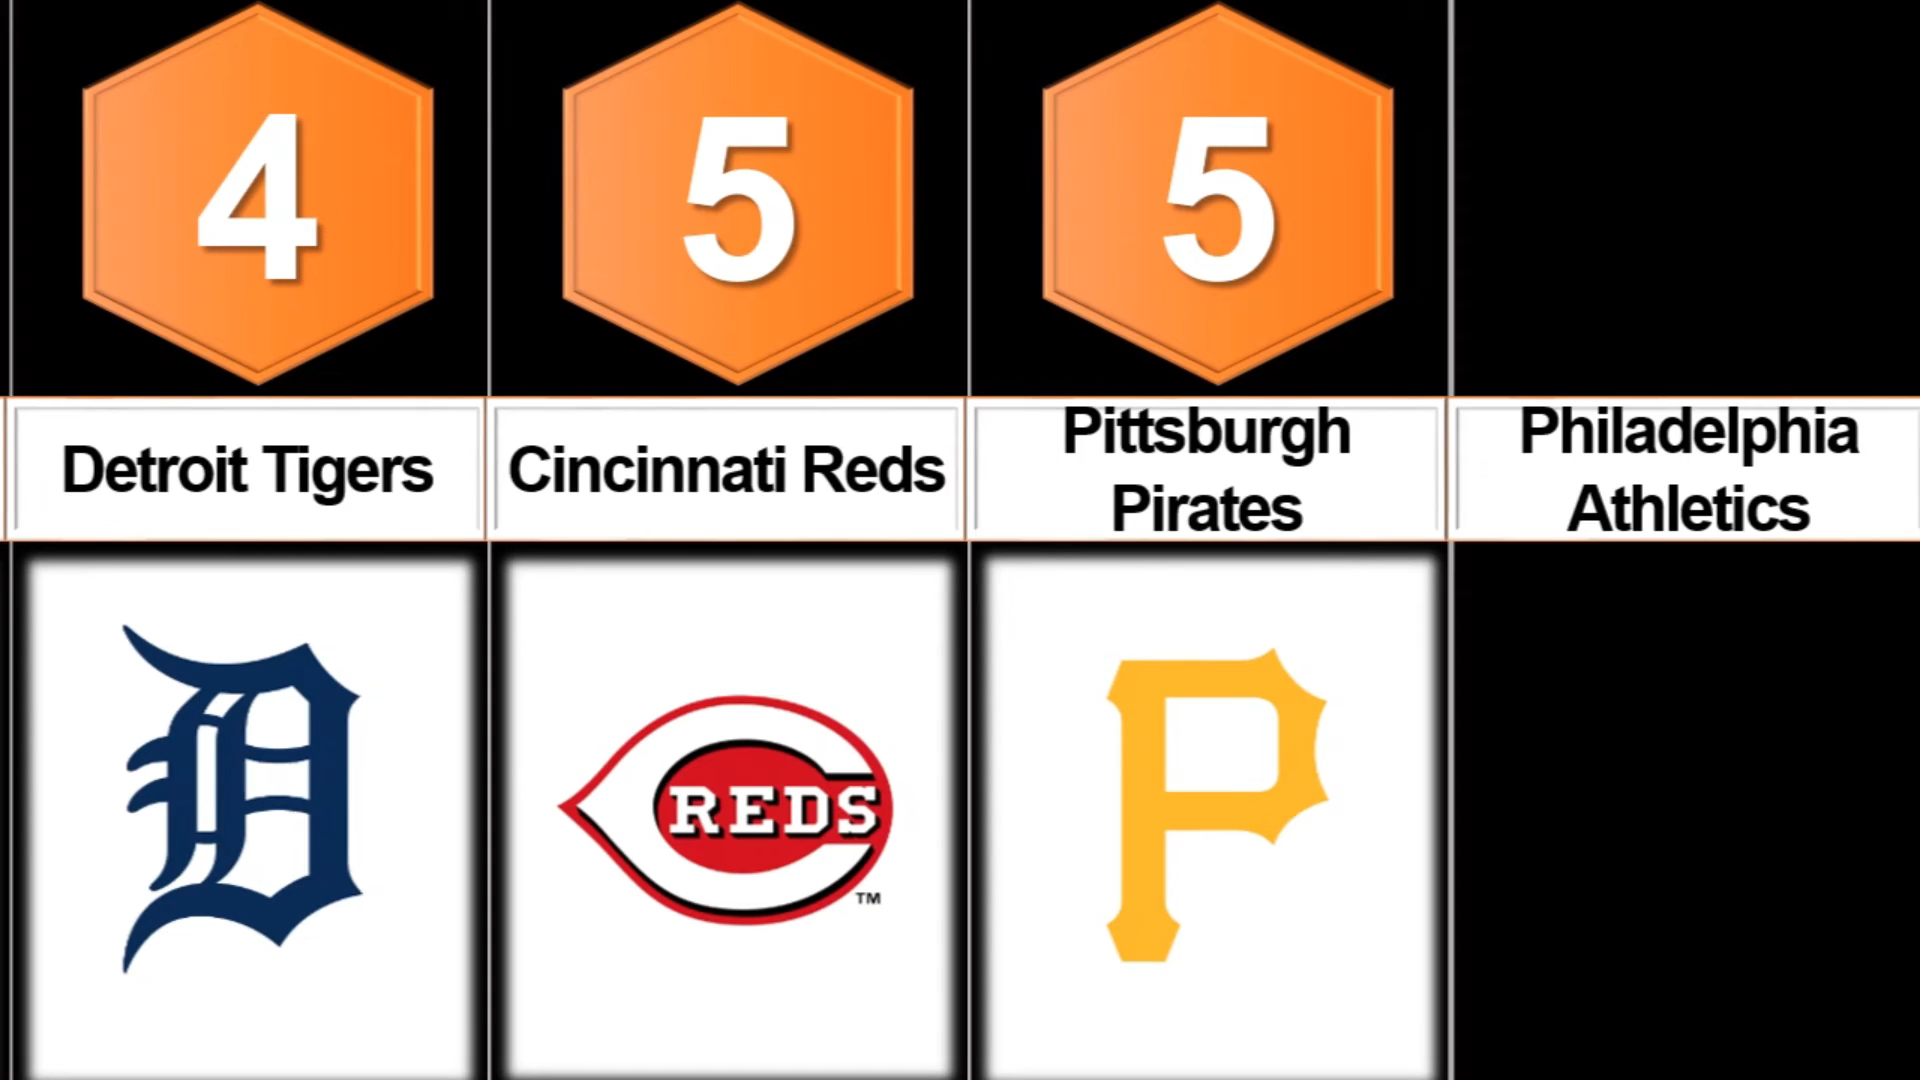 4
5
5
Detroit Tigers
Cincinnati Reds
Pittsburgh
Pirates
Philadelphia
Athletics
D
REDS
TM
P